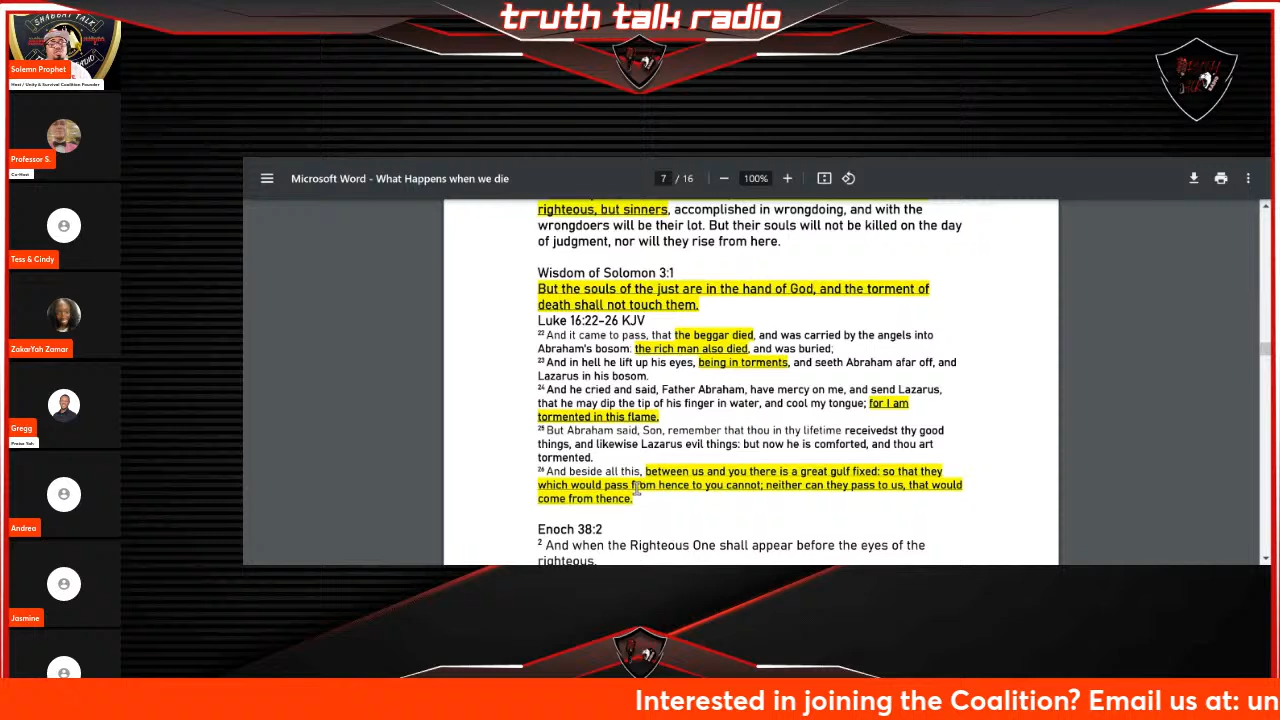 truth talk radio
SHABBAT TALK
RADIO
Solemn Prophet
Host / Unity & Survival Coalition Founder
Professor S.
Co-Host
Tess & Cindy
ZakarYah Zamar
Gregg
Praise Yah
Andrea
Jasmine
Microsoft Word - What Happens when we die
7 / 16
100%
righteous, but sinners, accomplished in wrongdoing, and with the
wrongdoers will be their lot. But their souls will not be killed on the day
of judgment, nor will they rise from here.
Wisdom of Solomon 3:1
But the souls of the just are in the hand of God, and the torment of
death shall not touch them.
Luke 16:22-26 KJV
22 And it came to pass, that the beggar died, and was carried by the angels into
Abraham's bosom: the rich man also died, and was buried;
23 And in hell he lift up his eyes, being in torments, and seeth Abraham afar off, and
Lazarus in his bosom.
24 And he cried and said, Father Abraham, have mercy on me, and send Lazarus,
that he may dip the tip of his finger in water, and cool my tongue; for I am
tormented in this flame.
25 But Abraham said, Son, remember that thou in thy lifetime receivedst thy good
things, and likewise Lazarus evil things: but now he is comforted, and thou art
tormented.
26 And beside all this, between us and you there is a great gulf fixed: so that they
which would pass from hence to you cannot; neither can they pass to us, that would
come from thence.
Enoch 38:2
2 And when the Righteous One shall appear before the eyes of the
righteous,
Interested in joining the Coalition? Email us at: un